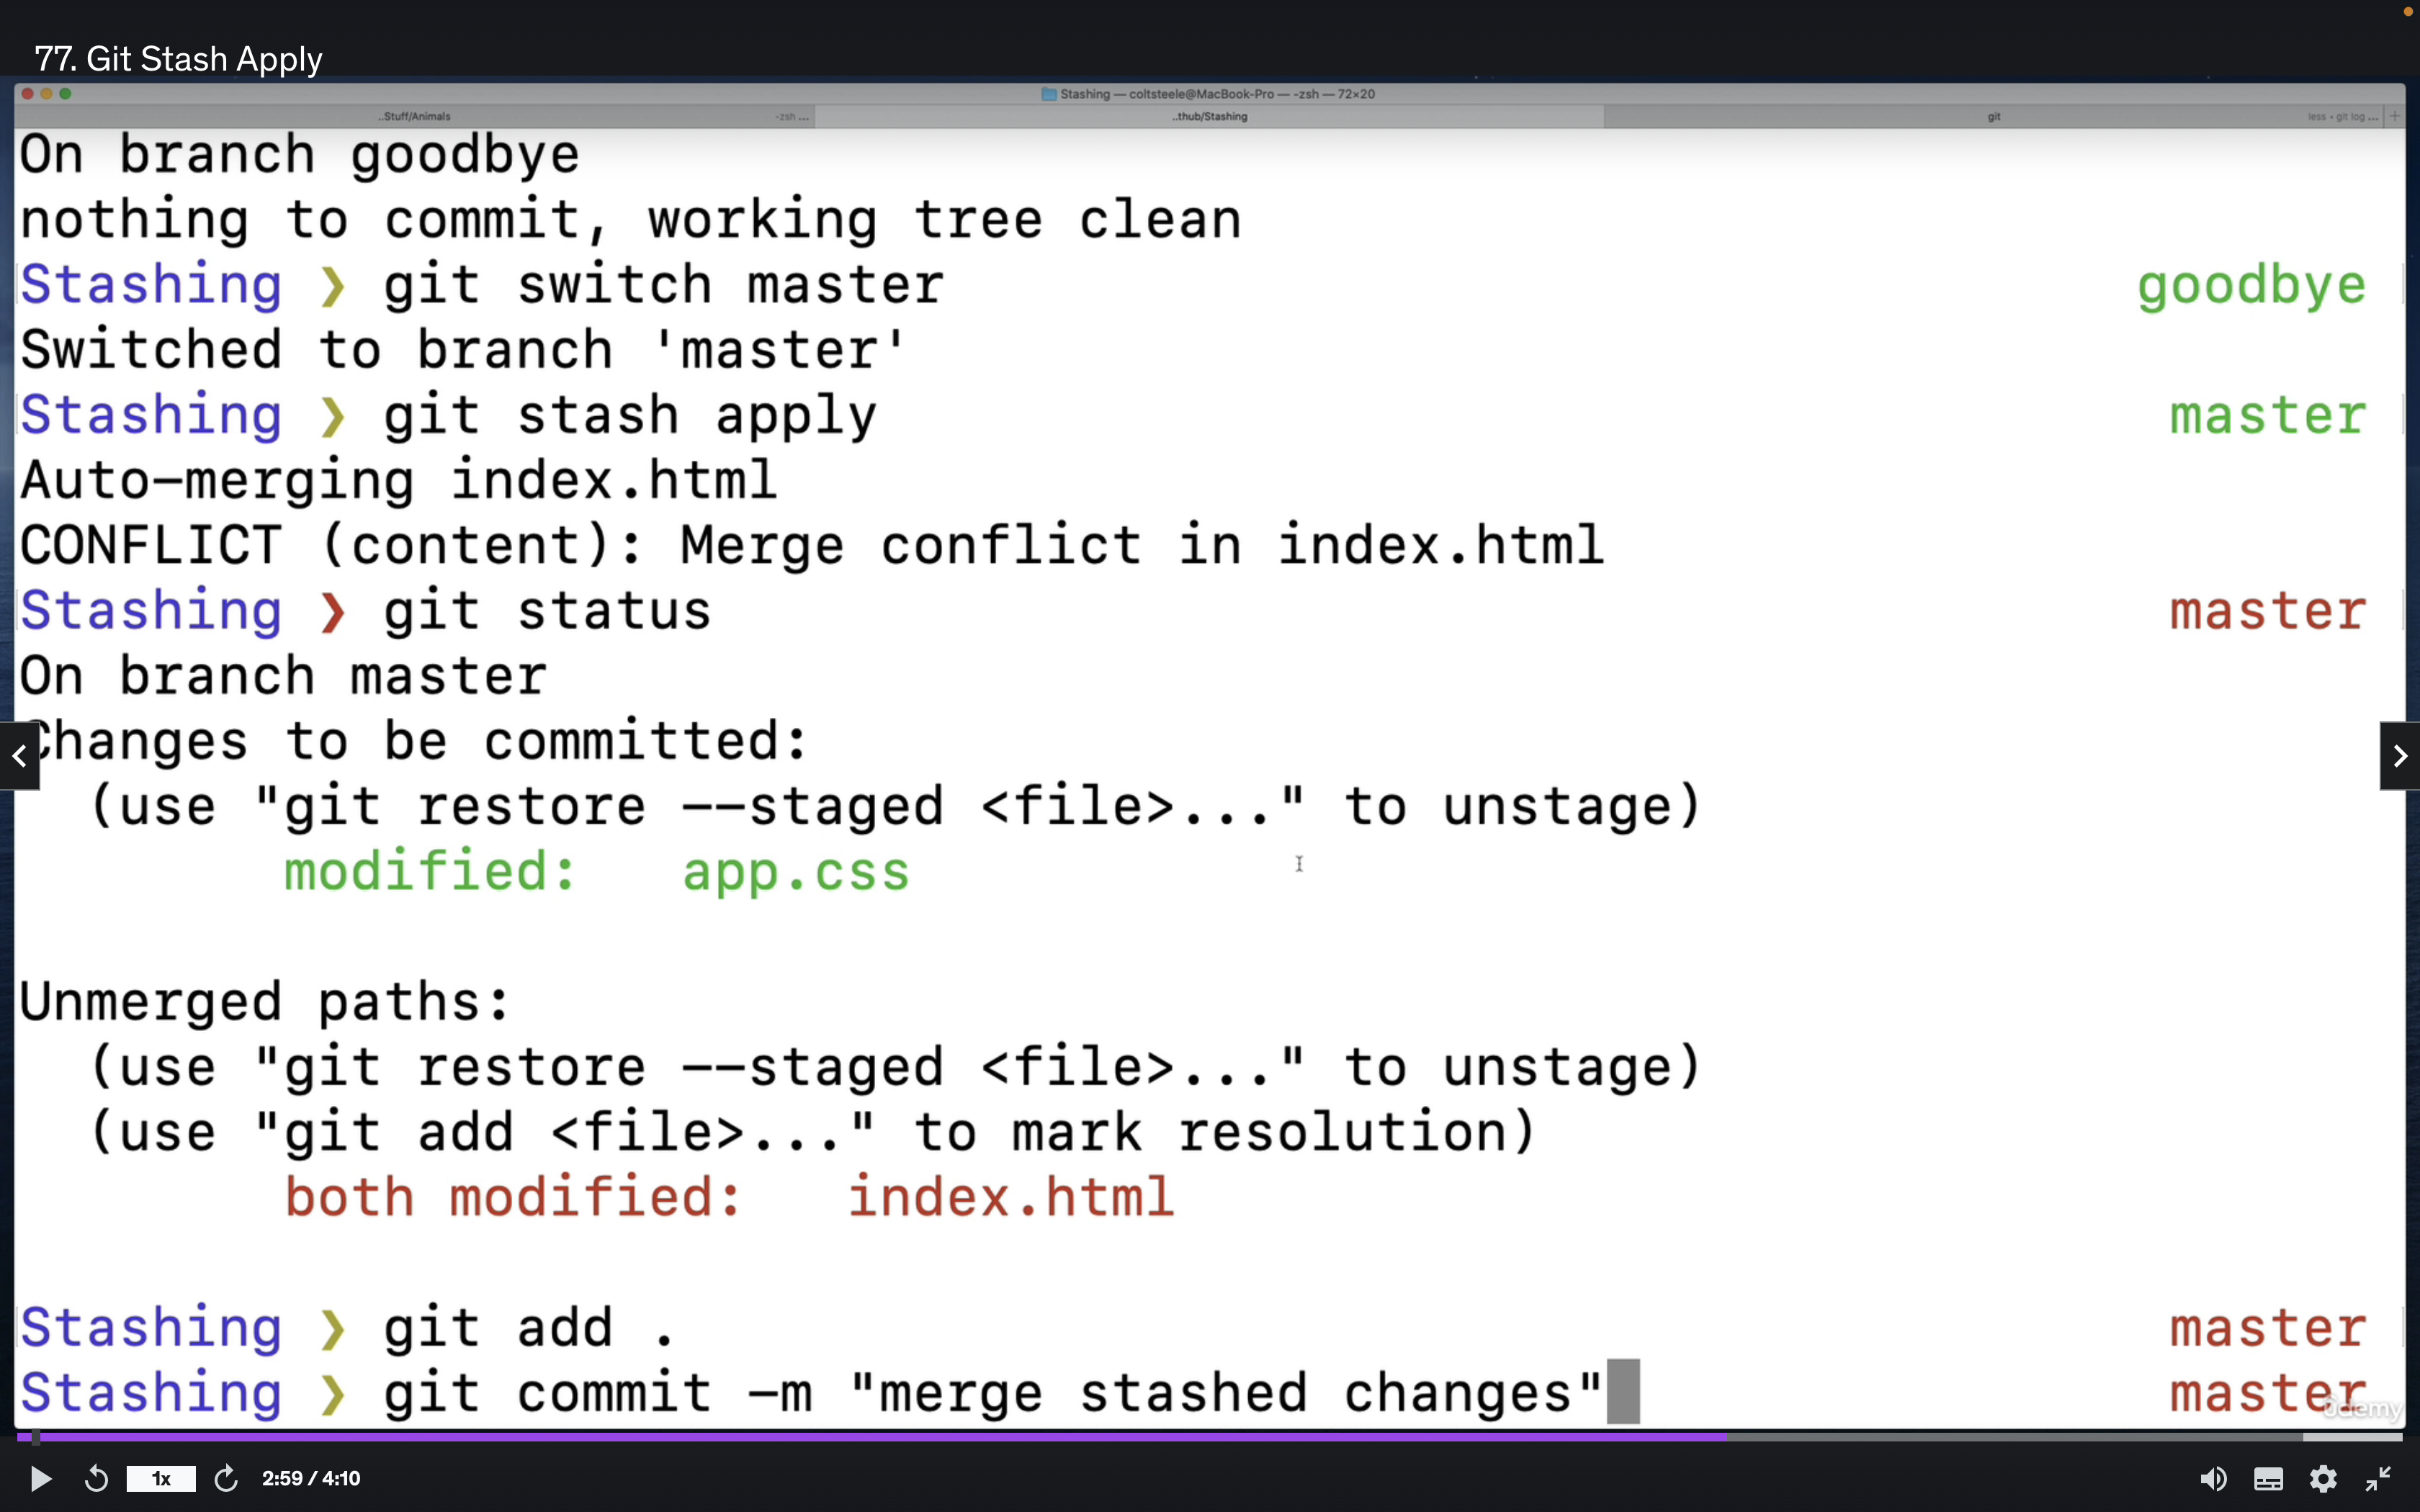 77. Git Stash Apply
Stashing — coltsteele@MacBook-Pro — -zsh — 72×20
..Stuff/Animals -zsh ... ..thub/Stashing git less • git log ...
On branch goodbye
nothing to commit, working tree clean
Stashing ❯ git switch master goodbye
Switched to branch 'master'
Stashing ❯ git stash apply master
Auto-merging index.html
CONFLICT (content): Merge conflict in index.html
Stashing ❯ git status master
On branch master
Changes to be committed:
(use "git restore --staged <file>..." to unstage)
modified: app.css
Unmerged paths:
(use "git restore --staged <file>..." to unstage)
(use "git add <file>..." to mark resolution)
both modified: index.html
Stashing ❯ git add . master
Stashing ❯ git commit -m "merge stashed changes" master
ûdemy
1x 2:59 / 4:10